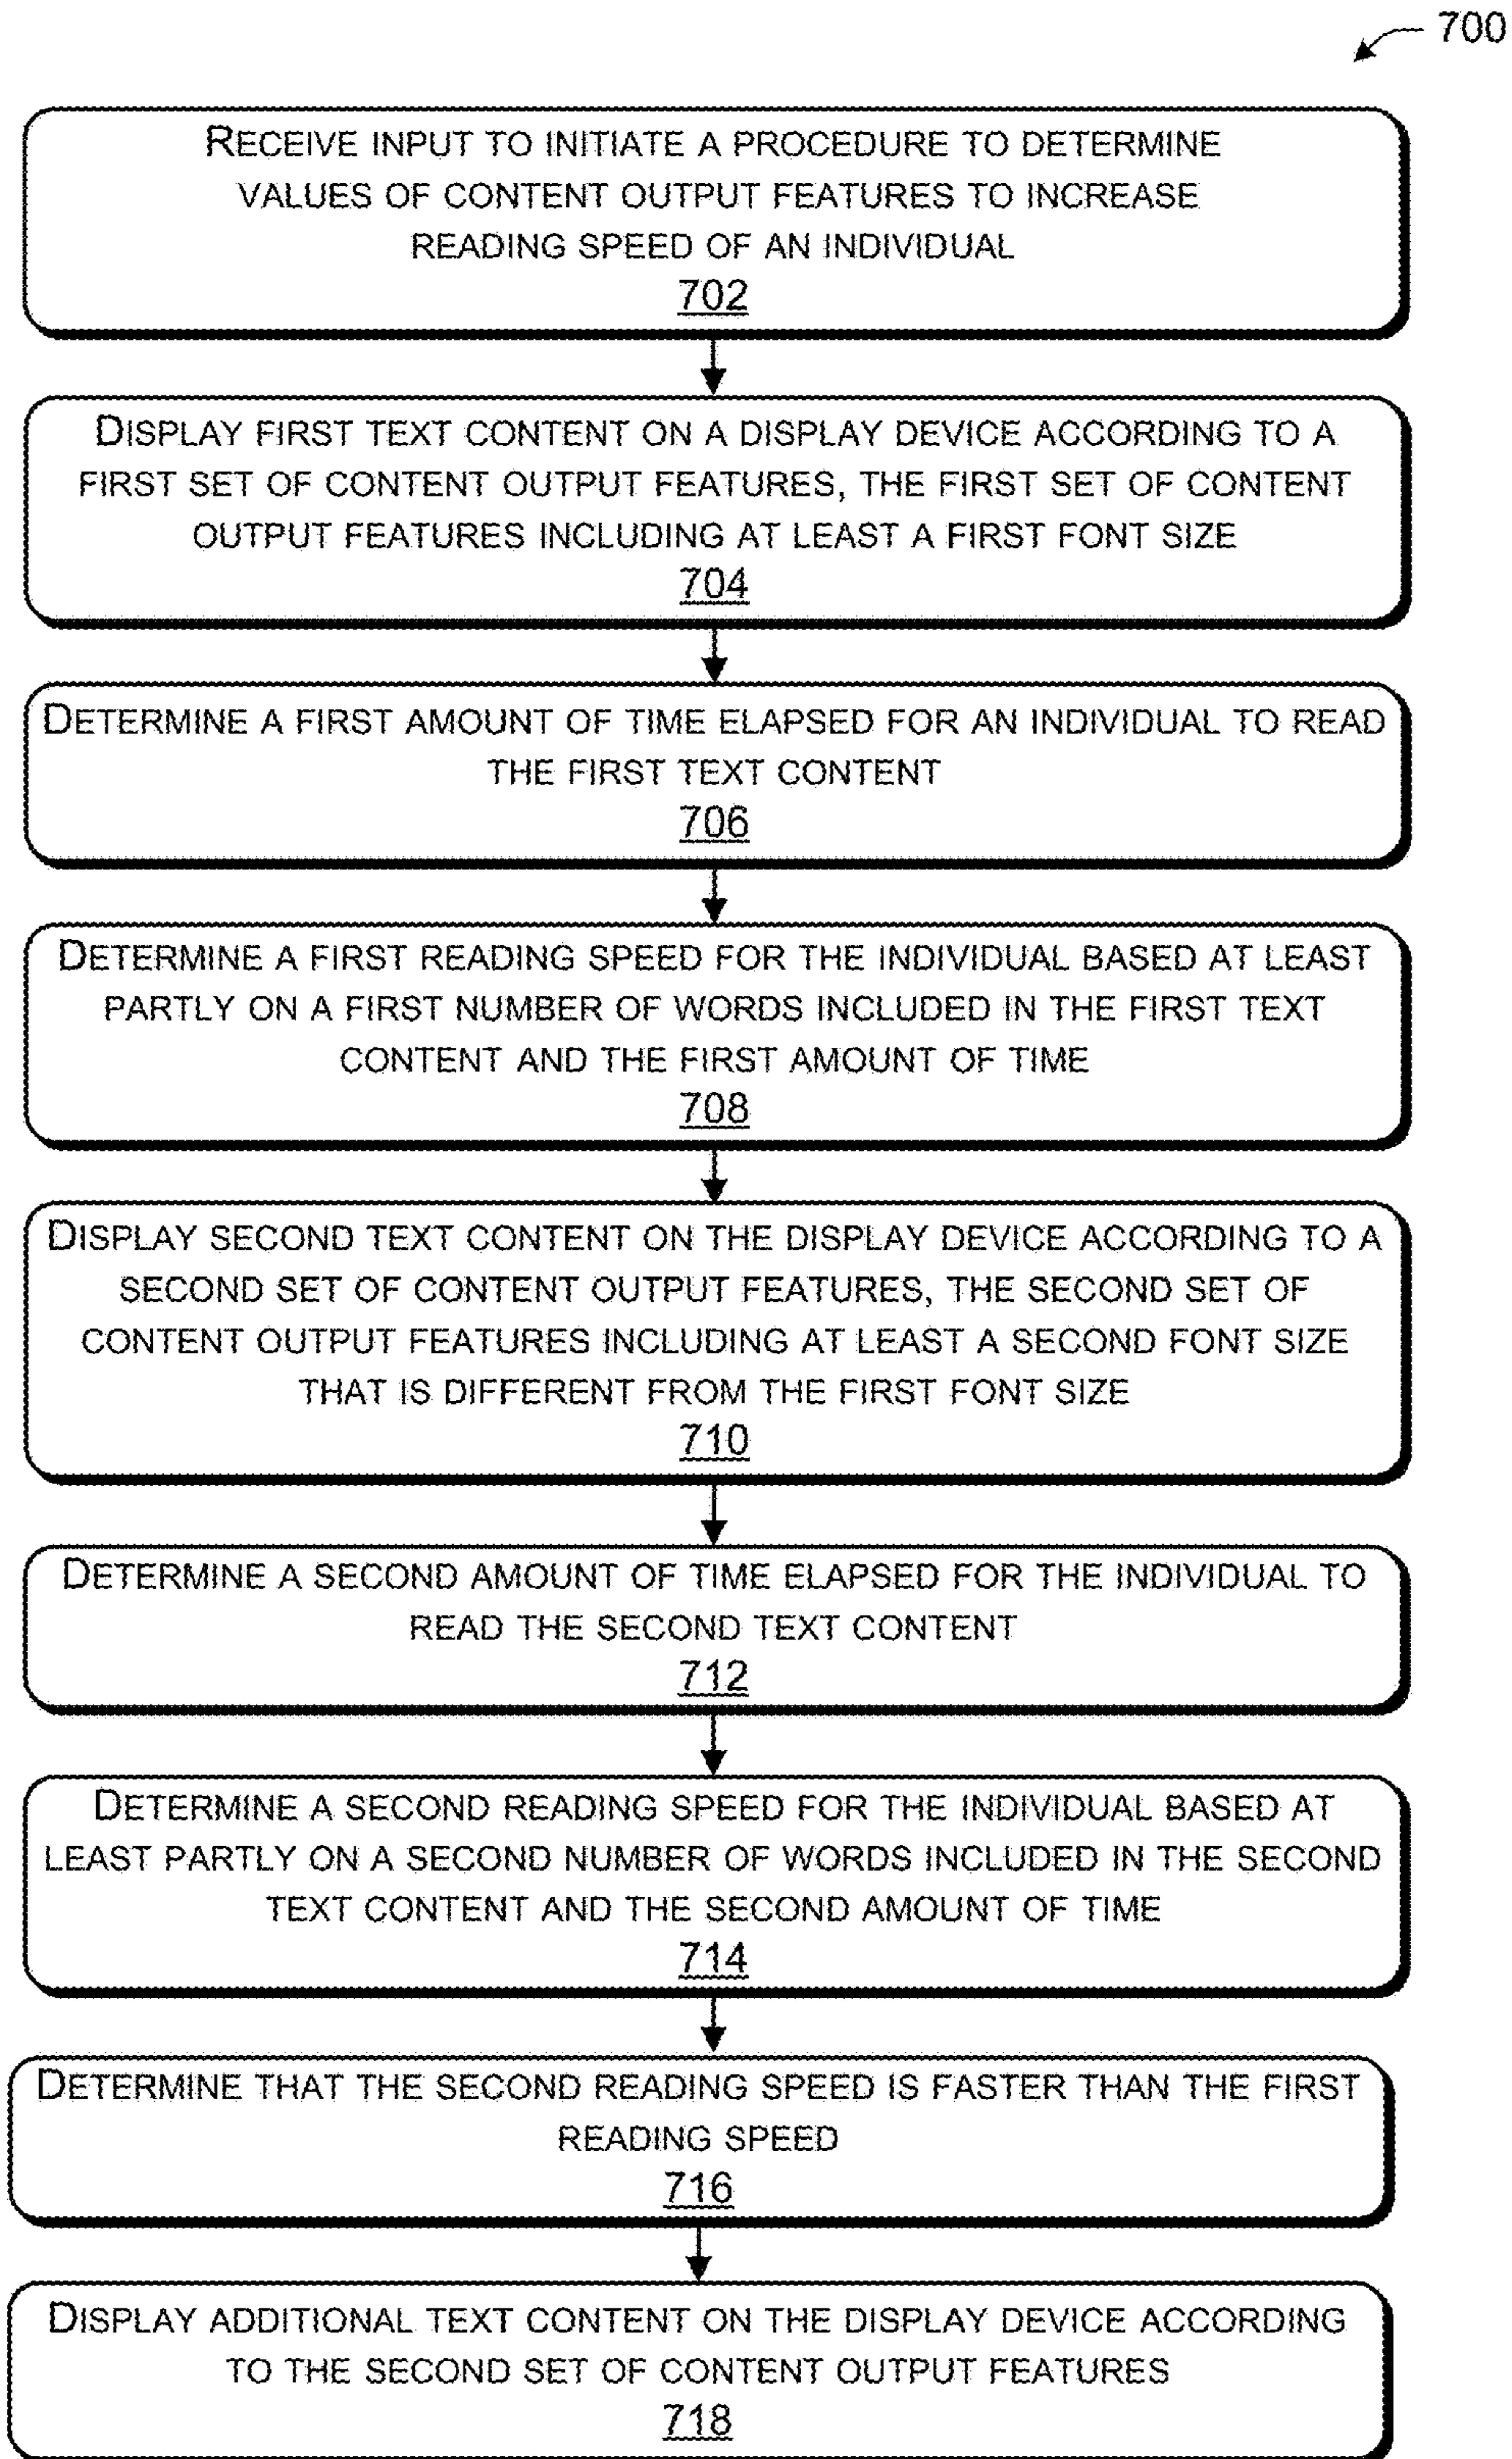 700
RECEIVE INPUT TO INITIATE A PROCEDURE TO DETERMINE
VALUES OF CONTENT OUTPUT FEATURES TO INCREASE
READING SPEED OF AN INDIVIDUAL
702
DISPLAY FIRST TEXT CONTENT ON A DISPLAY DEVICE ACCORDING TO A
FIRST SET OF CONTENT OUTPUT FEATURES, THE FIRST SET OF CONTENT
OUTPUT FEATURES INCLUDING AT LEAST A FIRST FONT SIZE
704
DETERMINE A FIRST AMOUNT OF TIME ELAPSED FOR AN INDIVIDUAL TO READ
THE FIRST TEXT CONTENT
706
DETERMINE A FIRST READING SPEED FOR THE INDIVIDUAL BASED AT LEAST
PARTLY ON A FIRST NUMBER OF WORDS INCLUDED IN THE FIRST TEXT
CONTENT AND THE FIRST AMOUNT OF TIME
708
DISPLAY SECOND TEXT CONTENT ON THE DISPLAY DEVICE ACCORDING TO A
SECOND SET OF CONTENT OUTPUT FEATURES, THE SECOND SET OF
CONTENT OUTPUT FEATURES INCLUDING AT LEAST A SECOND FONT SIZE
THAT IS DIFFERENT FROM THE FIRST FONT SIZE
710
DETERMINE A SECOND AMOUNT OF TIME ELAPSED FOR THE INDIVIDUAL TO
READ THE SECOND TEXT CONTENT
712
DETERMINE A SECOND READING SPEED FOR THE INDIVIDUAL BASED AT
LEAST PARTLY ON A SECOND NUMBER OF WORDS INCLUDED IN THE SECOND
TEXT CONTENT AND THE SECOND AMOUNT OF TIME
714
DETERMINE THAT THE SECOND READING SPEED IS FASTER THAN THE FIRST
READING SPEED
716
DISPLAY ADDITIONAL TEXT CONTENT ON THE DISPLAY DEVICE ACCORDING
TO THE SECOND SET OF CONTENT OUTPUT FEATURES
718